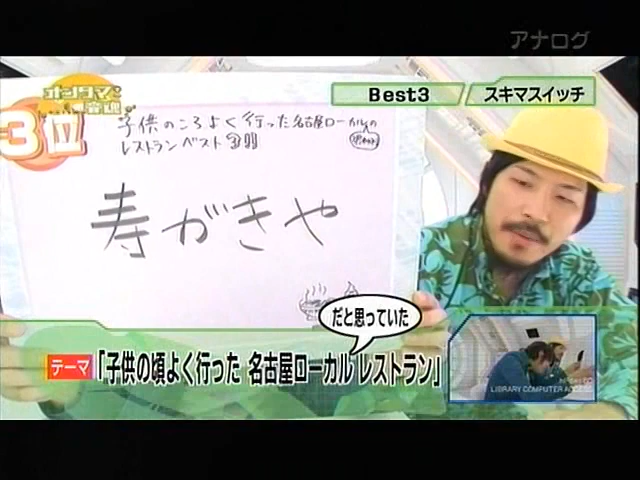 アナログ
オンタマ
音魂
Best3
スキマスイッチ
3位
子供のころよく行った名古屋ローカルの
レストランベスト3!!
寿がきや
だと思っていた
テーマ
「子供の頃よく行った 名古屋ローカル レストラン」
LIBRARY COMPUTER ACCESS